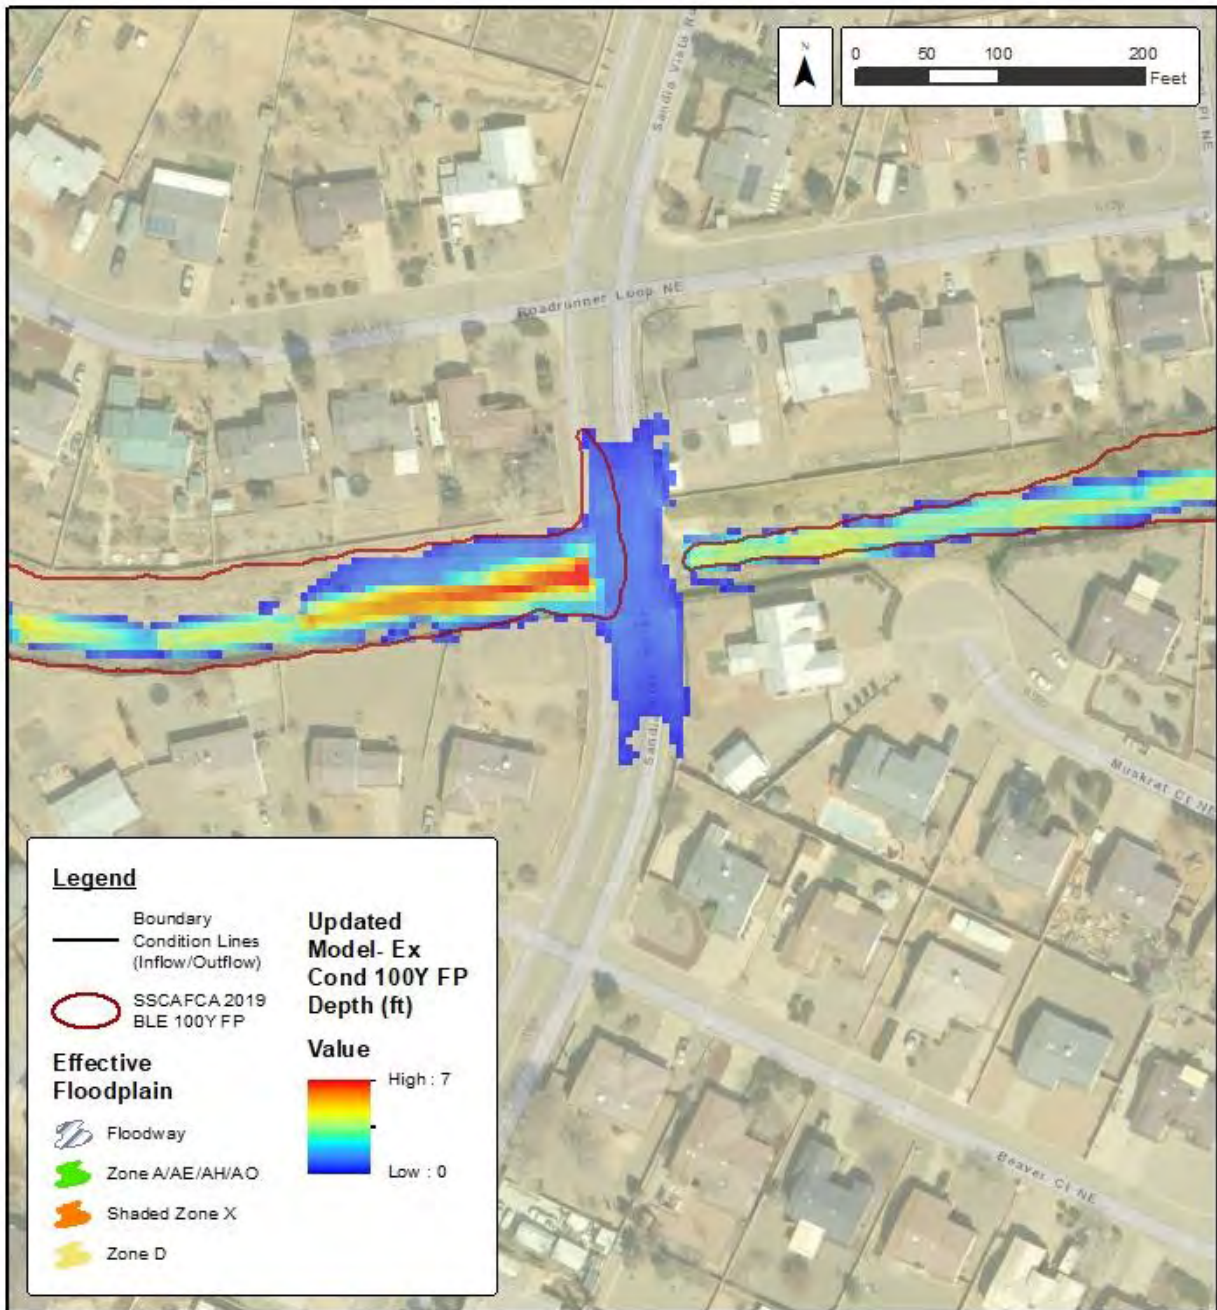 N
0 50 100 200
Feet
Sandia Vista
Roadrunner Loop NE
Muskrat Ct NE
Beaver Ct NE
Legend
Boundary
Condition Lines
(Inflow/Outflow)
SSCAFCA 2019
BLE 100Y FP
Effective
Floodplain
Floodway
Zone A/AE/AH/AO
Shaded Zone X
Zone D
Updated
Model- Ex
Cond 100Y FP
Depth (ft)
Value
High : 7
Low : 0